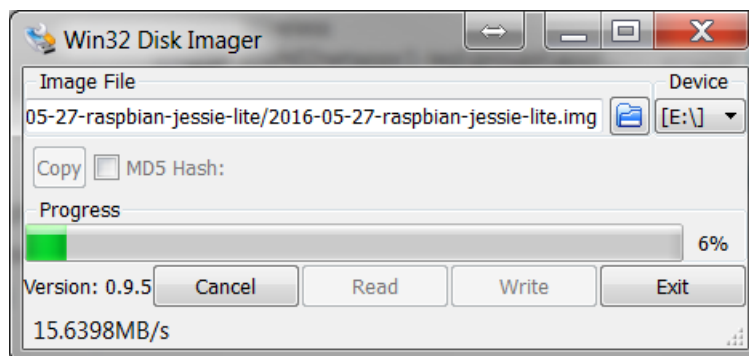 Win32 Disk Imager
Image File
Device
05-27-raspbian-jessie-lite/2016-05-27-raspbian-jessie-lite.img
[E:\]
Copy
MD5 Hash:
Progress
6%
Version: 0.9.5
Cancel
Read
Write
Exit
15.6398MB/s